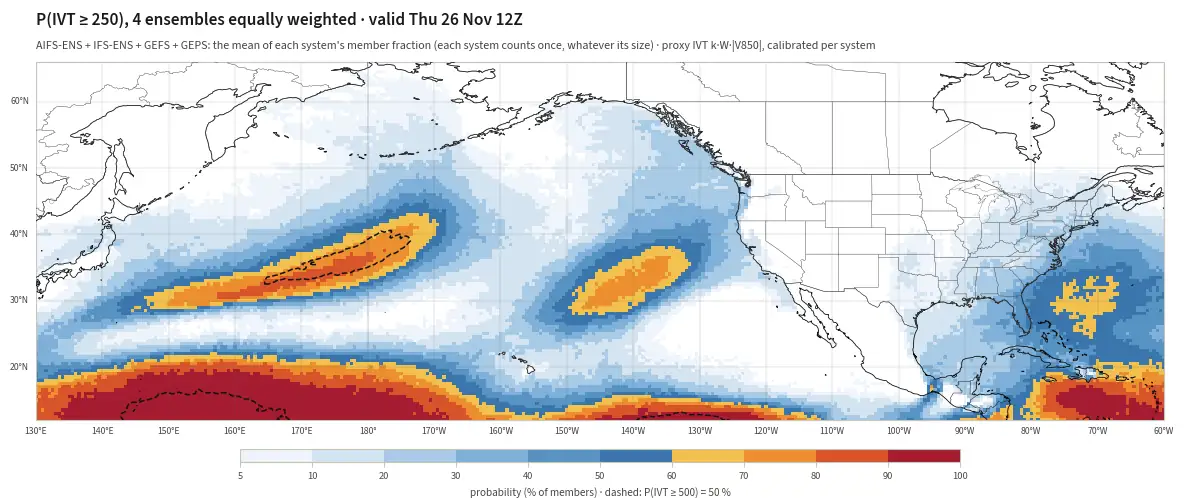 P(IVT ≥ 250), 4 ensembles equally weighted · valid Thu 26 Nov 12Z
AIFS-ENS + IFS-ENS + GEFS + GEPS: the mean of each system's member fraction (each system counts once, whatever its size) · proxy IVT k·W·|V850|, calibrated per system
60°N
50°N
40°N
30°N
20°N
130°E 140°E 150°E 160°E 170°E 180° 170°W 160°W 150°W 140°W 130°W 120°W 110°W 100°W 90°W 80°W 70°W 60°W
5 10 20 30 40 50 60 70 80 90 100
probability (% of members) · dashed: P(IVT ≥ 500) = 50 %